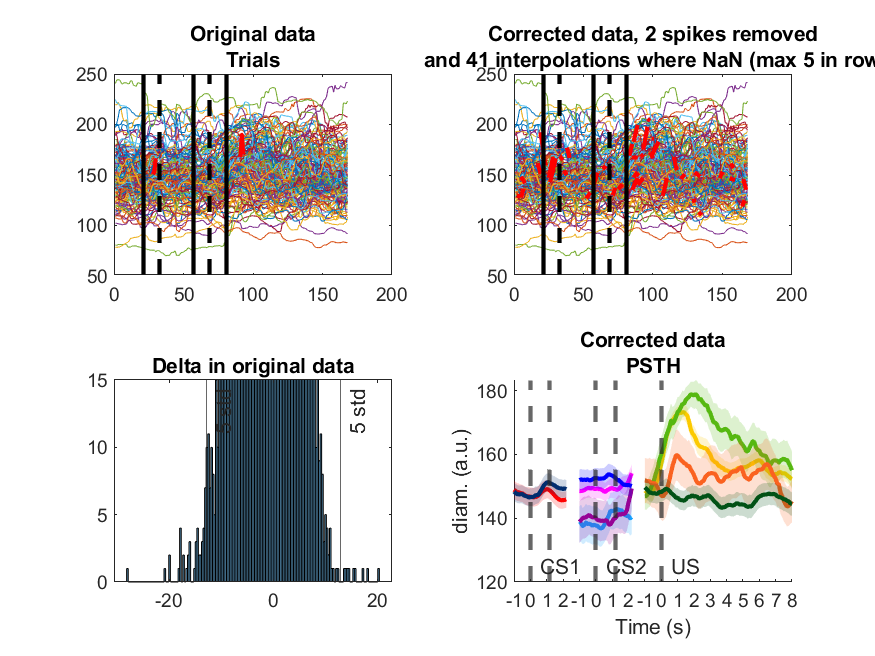 Original data
Trials
250
200
150
100
50
0 50 100 150 200
Corrected data, 2 spikes removed
and 41 interpolations where NaN (max 5 in row
250
200
150
100
50
0 50 100 150 200
Delta in original data
15
10
5
0
5 std
5 std
-20 0 20
Corrected data
PSTH
diam. (a.u.)
180
160
140
120
CS1 CS2 US
-1 0 1 2 -1 0 1 2 -1 0 1 2 3 4 5 6 7 8
Time (s)